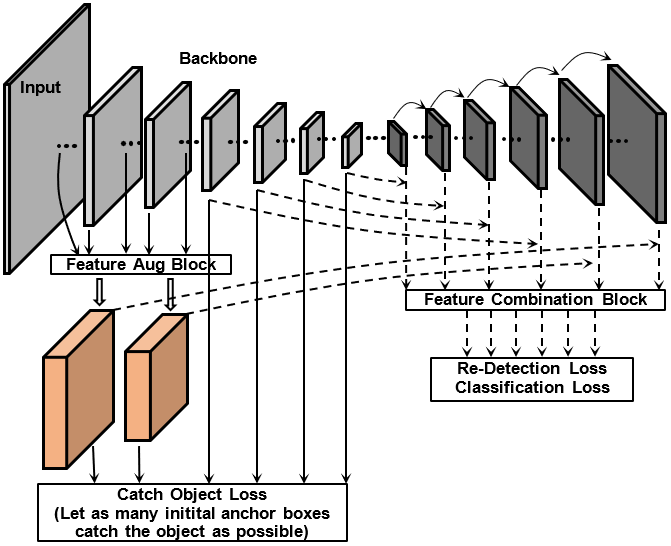 Backbone
Input
Feature Aug Block
Feature Combination Block
Re-Detection Loss
Classification Loss
Catch Object Loss
(Let as many initital anchor boxes
catch the object as possible)